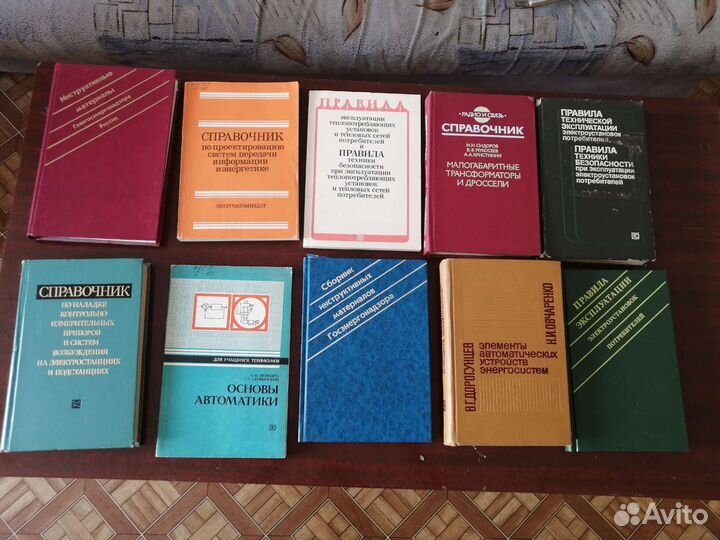 Инструктивные
материалы
Главгосэнергонадзора
России
СПРАВОЧНИК
по проектированию
систем передачи
информации
в энергетике
ЭНЕРГОАТОМИЗДАТ
ПРАВИЛА
эксплуатации
теплопотребляющих
установок
и тепловых сетей
потребителей
и
ПРАВИЛА
техники
безопасности
при эксплуатации
теплопотребляющих
установок
и тепловых сетей
потребителей
РАДИО И СВЯЗЬ
СПРАВОЧНИК
И.Н.СИДОРОВ
В.В.МУКОСЕЕВ
А.А.ХРИСТИНИН
МАЛОГАБАРИТНЫЕ
ТРАНСФОРМАТОРЫ
И ДРОССЕЛИ
ПРАВИЛА
ТЕХНИЧЕСКОЙ
ЭКСПЛУАТАЦИИ
электроустановок
потребителей
ПРАВИЛА
ТЕХНИКИ
БЕЗОПАСНОСТИ
при эксплуатации
электроустановок
потребителей
СПРАВОЧНИК
ПО НАЛАДКЕ
КОНТРОЛЬНО-
ИЗМЕРИТЕЛЬНЫХ
ПРИБОРОВ
И СИСТЕМ
ВОЗБУЖДЕНИЯ
НА ЭЛЕКТРОСТАНЦИЯХ
И ПОДСТАНЦИЯХ
ДЛЯ УЧАЩИХСЯ ТЕХНИКУМОВ
ОСНОВЫ
АВТОМАТИКИ
Сборник
инструктивных
материалов
Госэнергонадзора
В.Г.ДОРОГУНЦЕВ
Н.И.ОВЧАРЕНКО
ЭЛЕМЕНТЫ
автоматических
устройств
энергосистем
ПРАВИЛА
ЭКСПЛУАТАЦИИ
ЭЛЕКТРОУСТАНОВОК
ПОТРЕБИТЕЛЕЙ
Avito